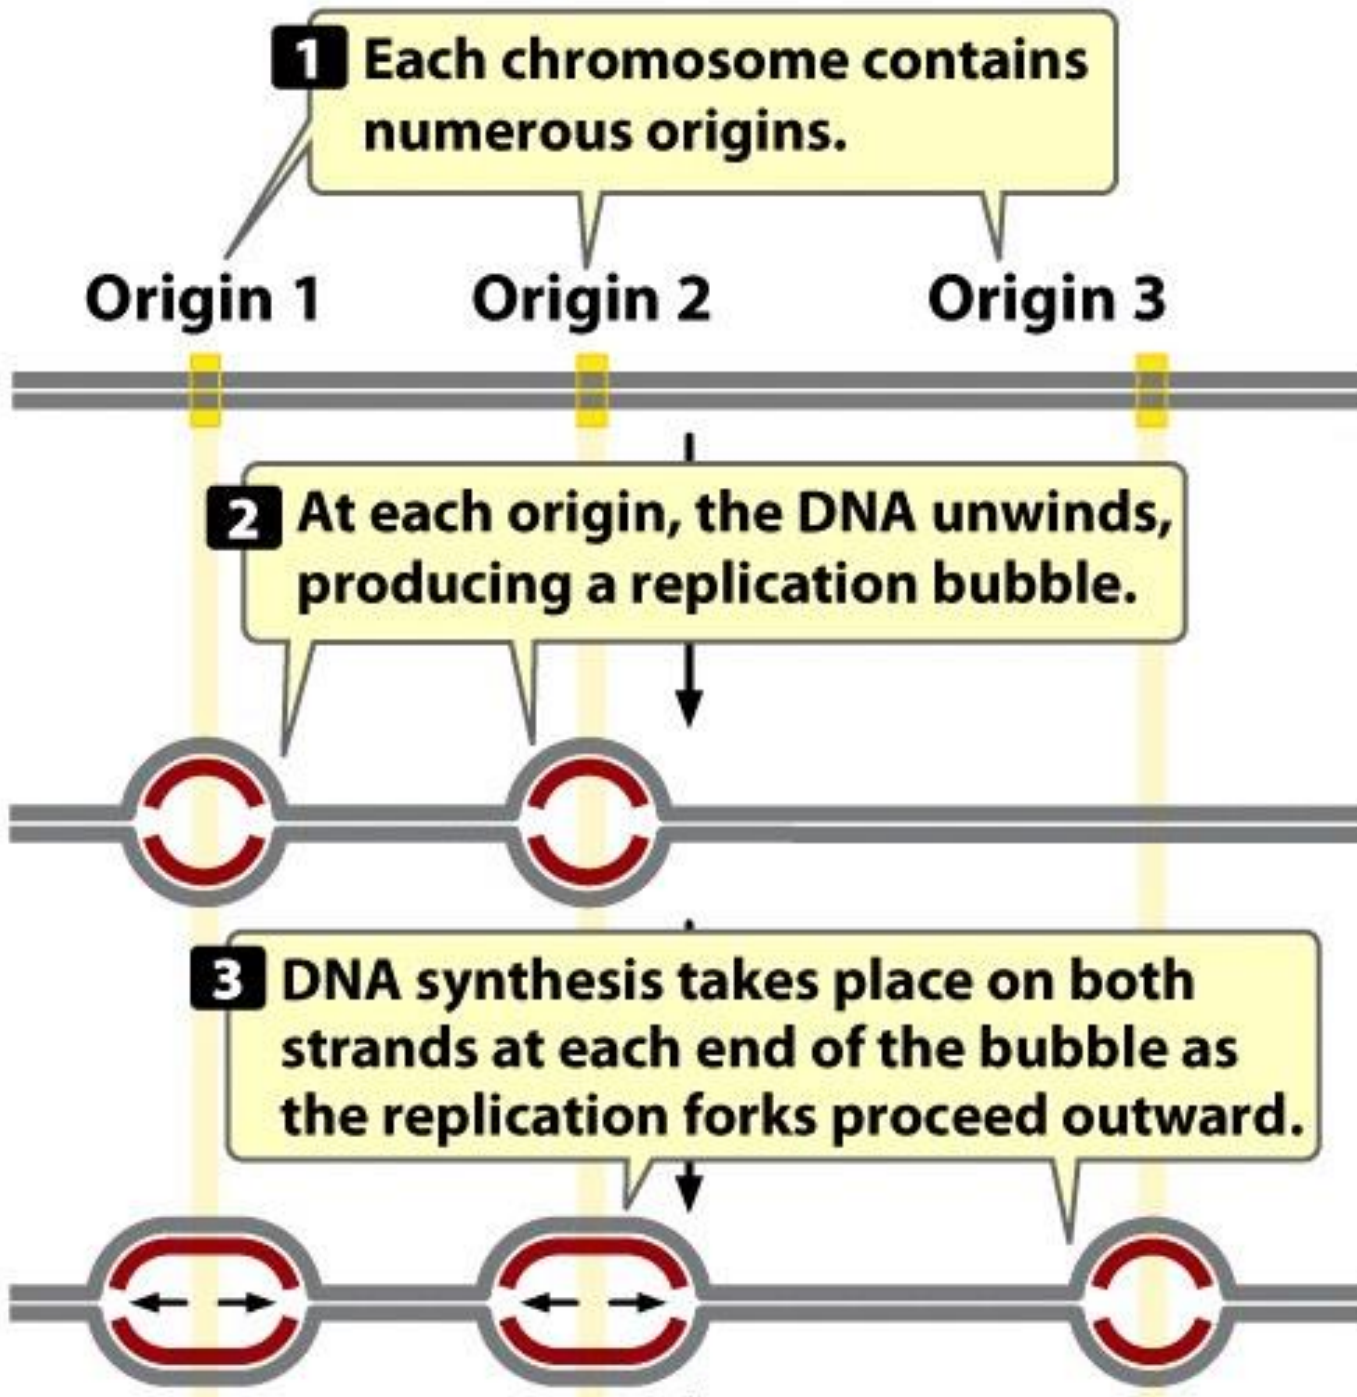 1 Each chromosome contains
numerous origins.
Origin 1 Origin 2 Origin 3
2 At each origin, the DNA unwinds,
producing a replication bubble.
3 DNA synthesis takes place on both
strands at each end of the bubble as
the replication forks proceed outward.